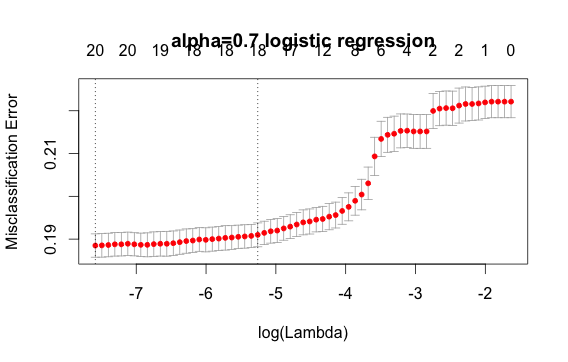 alpha=0.7 logistic regression
20 20 19 18 18 18 17 12 8 6 4 2 2 1 0
Misclassification Error
0.21
0.19
-7 -6 -5 -4 -3 -2
log(Lambda)